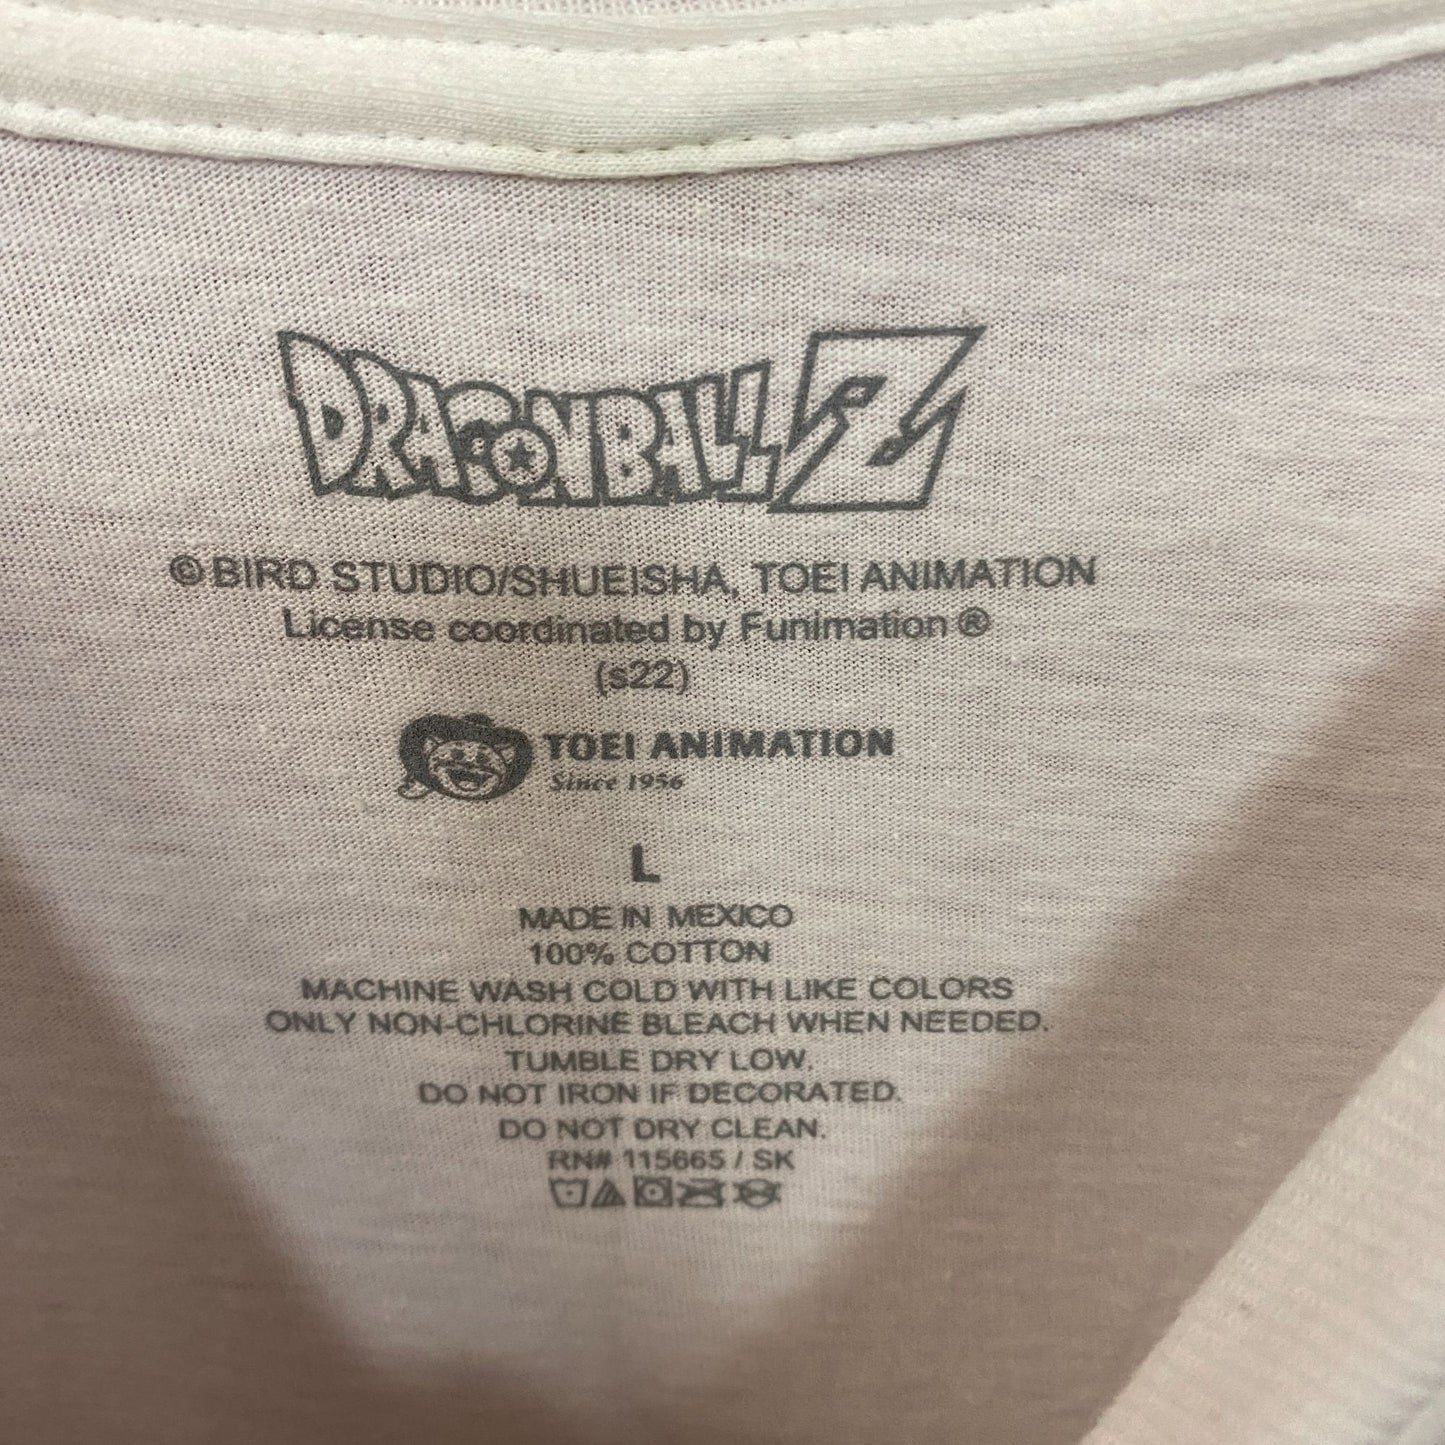 DRAGONBALL Z
©BIRD STUDIO/SHUEISHA, TOEI ANIMATION
License coordinated by Funimation ®
(s22)
TOEI ANIMATION
Since 1956
L
MADE IN MEXICO
100% COTTON
MACHINE WASH COLD WITH LIKE COLORS
ONLY NON-CHLORINE BLEACH WHEN NEEDED.
TUMBLE DRY LOW.
DO NOT IRON IF DECORATED.
DO NOT DRY CLEAN.
RN# 115665 / SK